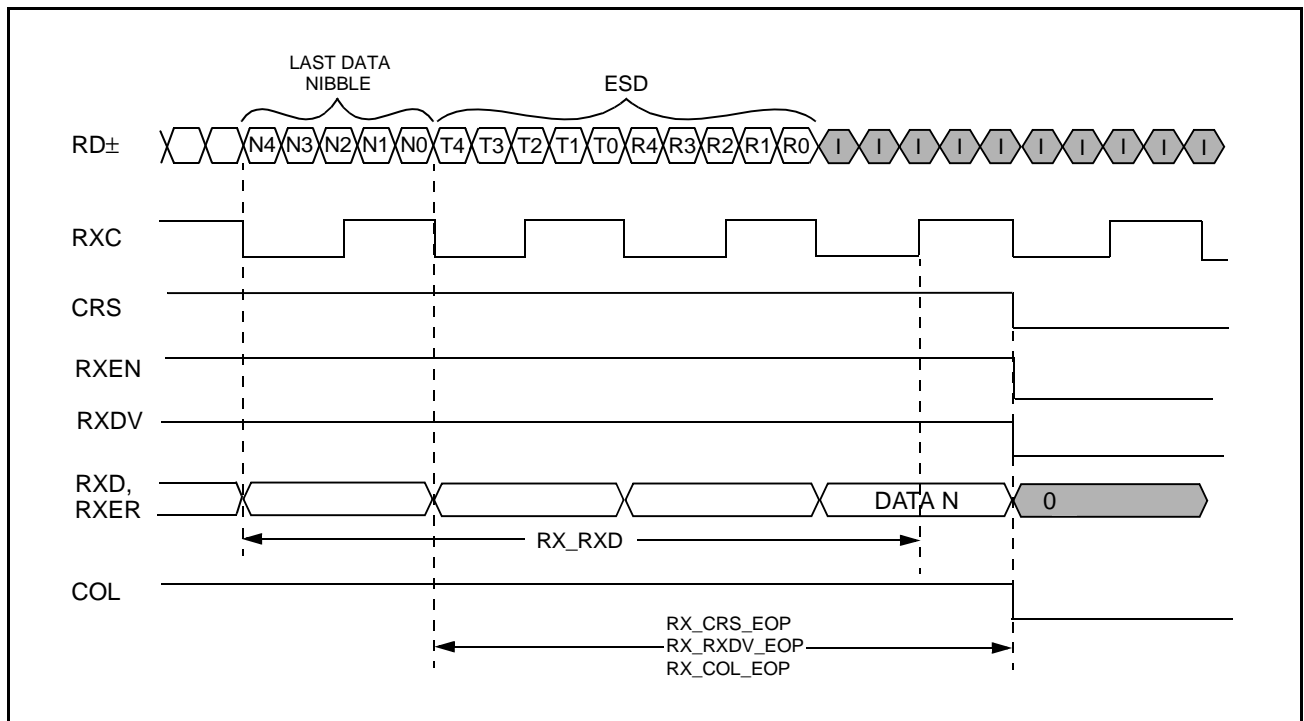 LAST DATA
NIBBLE
ESD
RD± N4 N3 N2 N1 N0 T4 T3 T2 T1 T0 R4 R3 R2 R1 R0 I I I I I I I I I I
RXC
CRS
RXEN
RXDV
RXD,
RXER
DATA N
0
RX_RXD
COL
RX_CRS_EOP
RX_RXDV_EOP
RX_COL_EOP